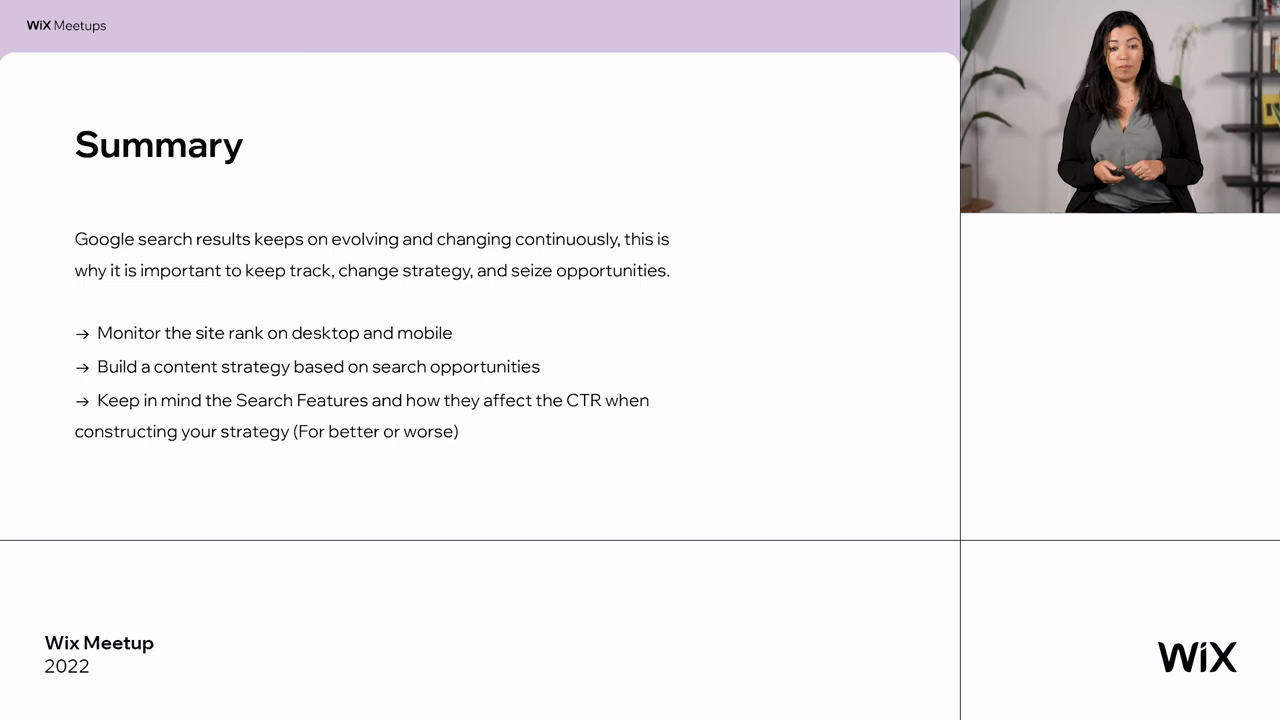 WiX Meetups
Summary
Google search results keeps on evolving and changing continuously, this is
why it is important to keep track, change strategy, and seize opportunities.
→ Monitor the site rank on desktop and mobile
→ Build a content strategy based on search opportunities
→ Keep in mind the Search Features and how they affect the CTR when
constructing your strategy (For better or worse)
Wix Meetup
2022
WiX